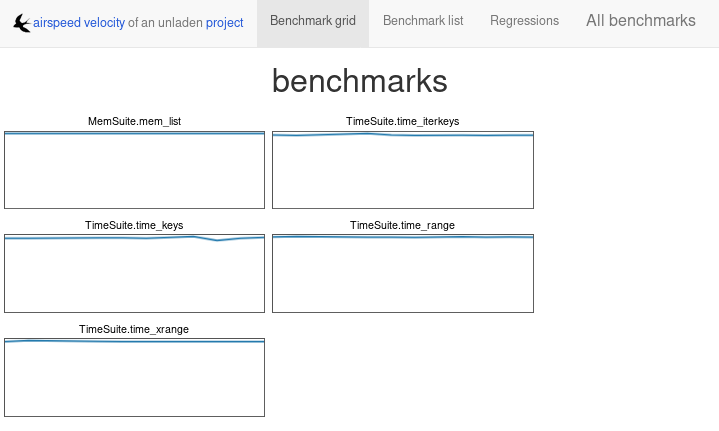 airspeed velocity of an unladen project Benchmark grid Benchmark list Regressions All benchmarks
benchmarks
MemSuite.mem_list TimeSuite.time_iterkeys
TimeSuite.time_keys TimeSuite.time_range
TimeSuite.time_xrange